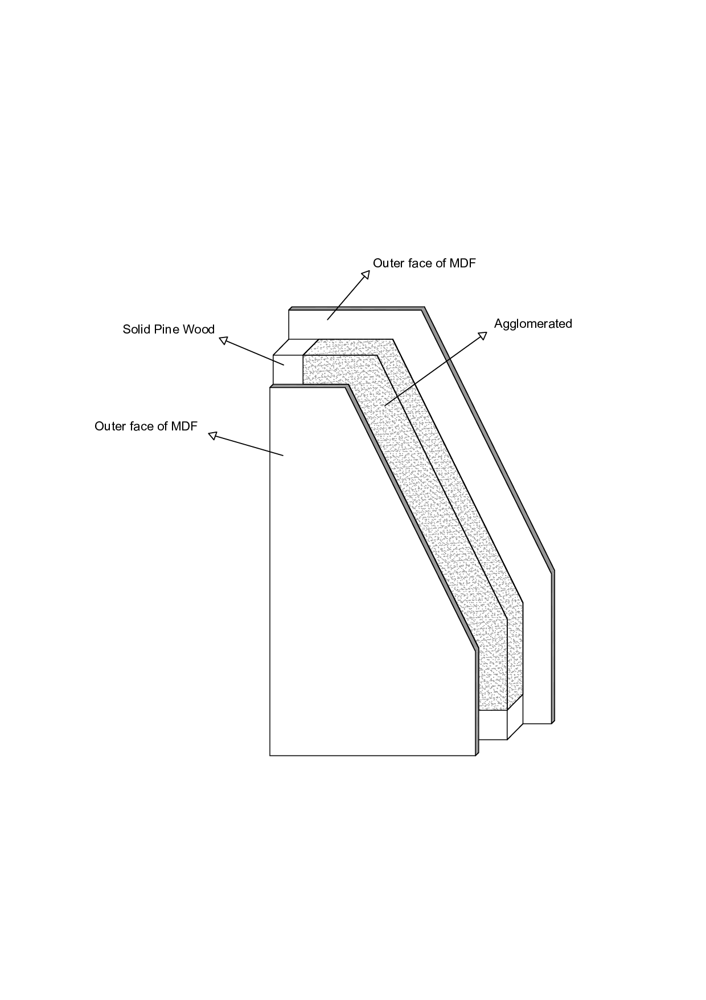 Outer face of MDF
Agglomerated
Solid Pine Wood
Outer face of MDF